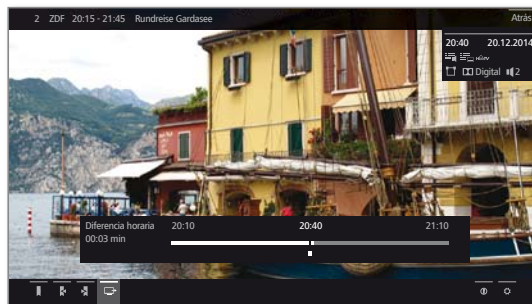 2 ZDF 20:15 - 21:45 Rundreise Gardasee
Atrás
20:40 20.12.2014
Digital 2
Diferencia horaria 20:10 20:40 21:10
00:03 min